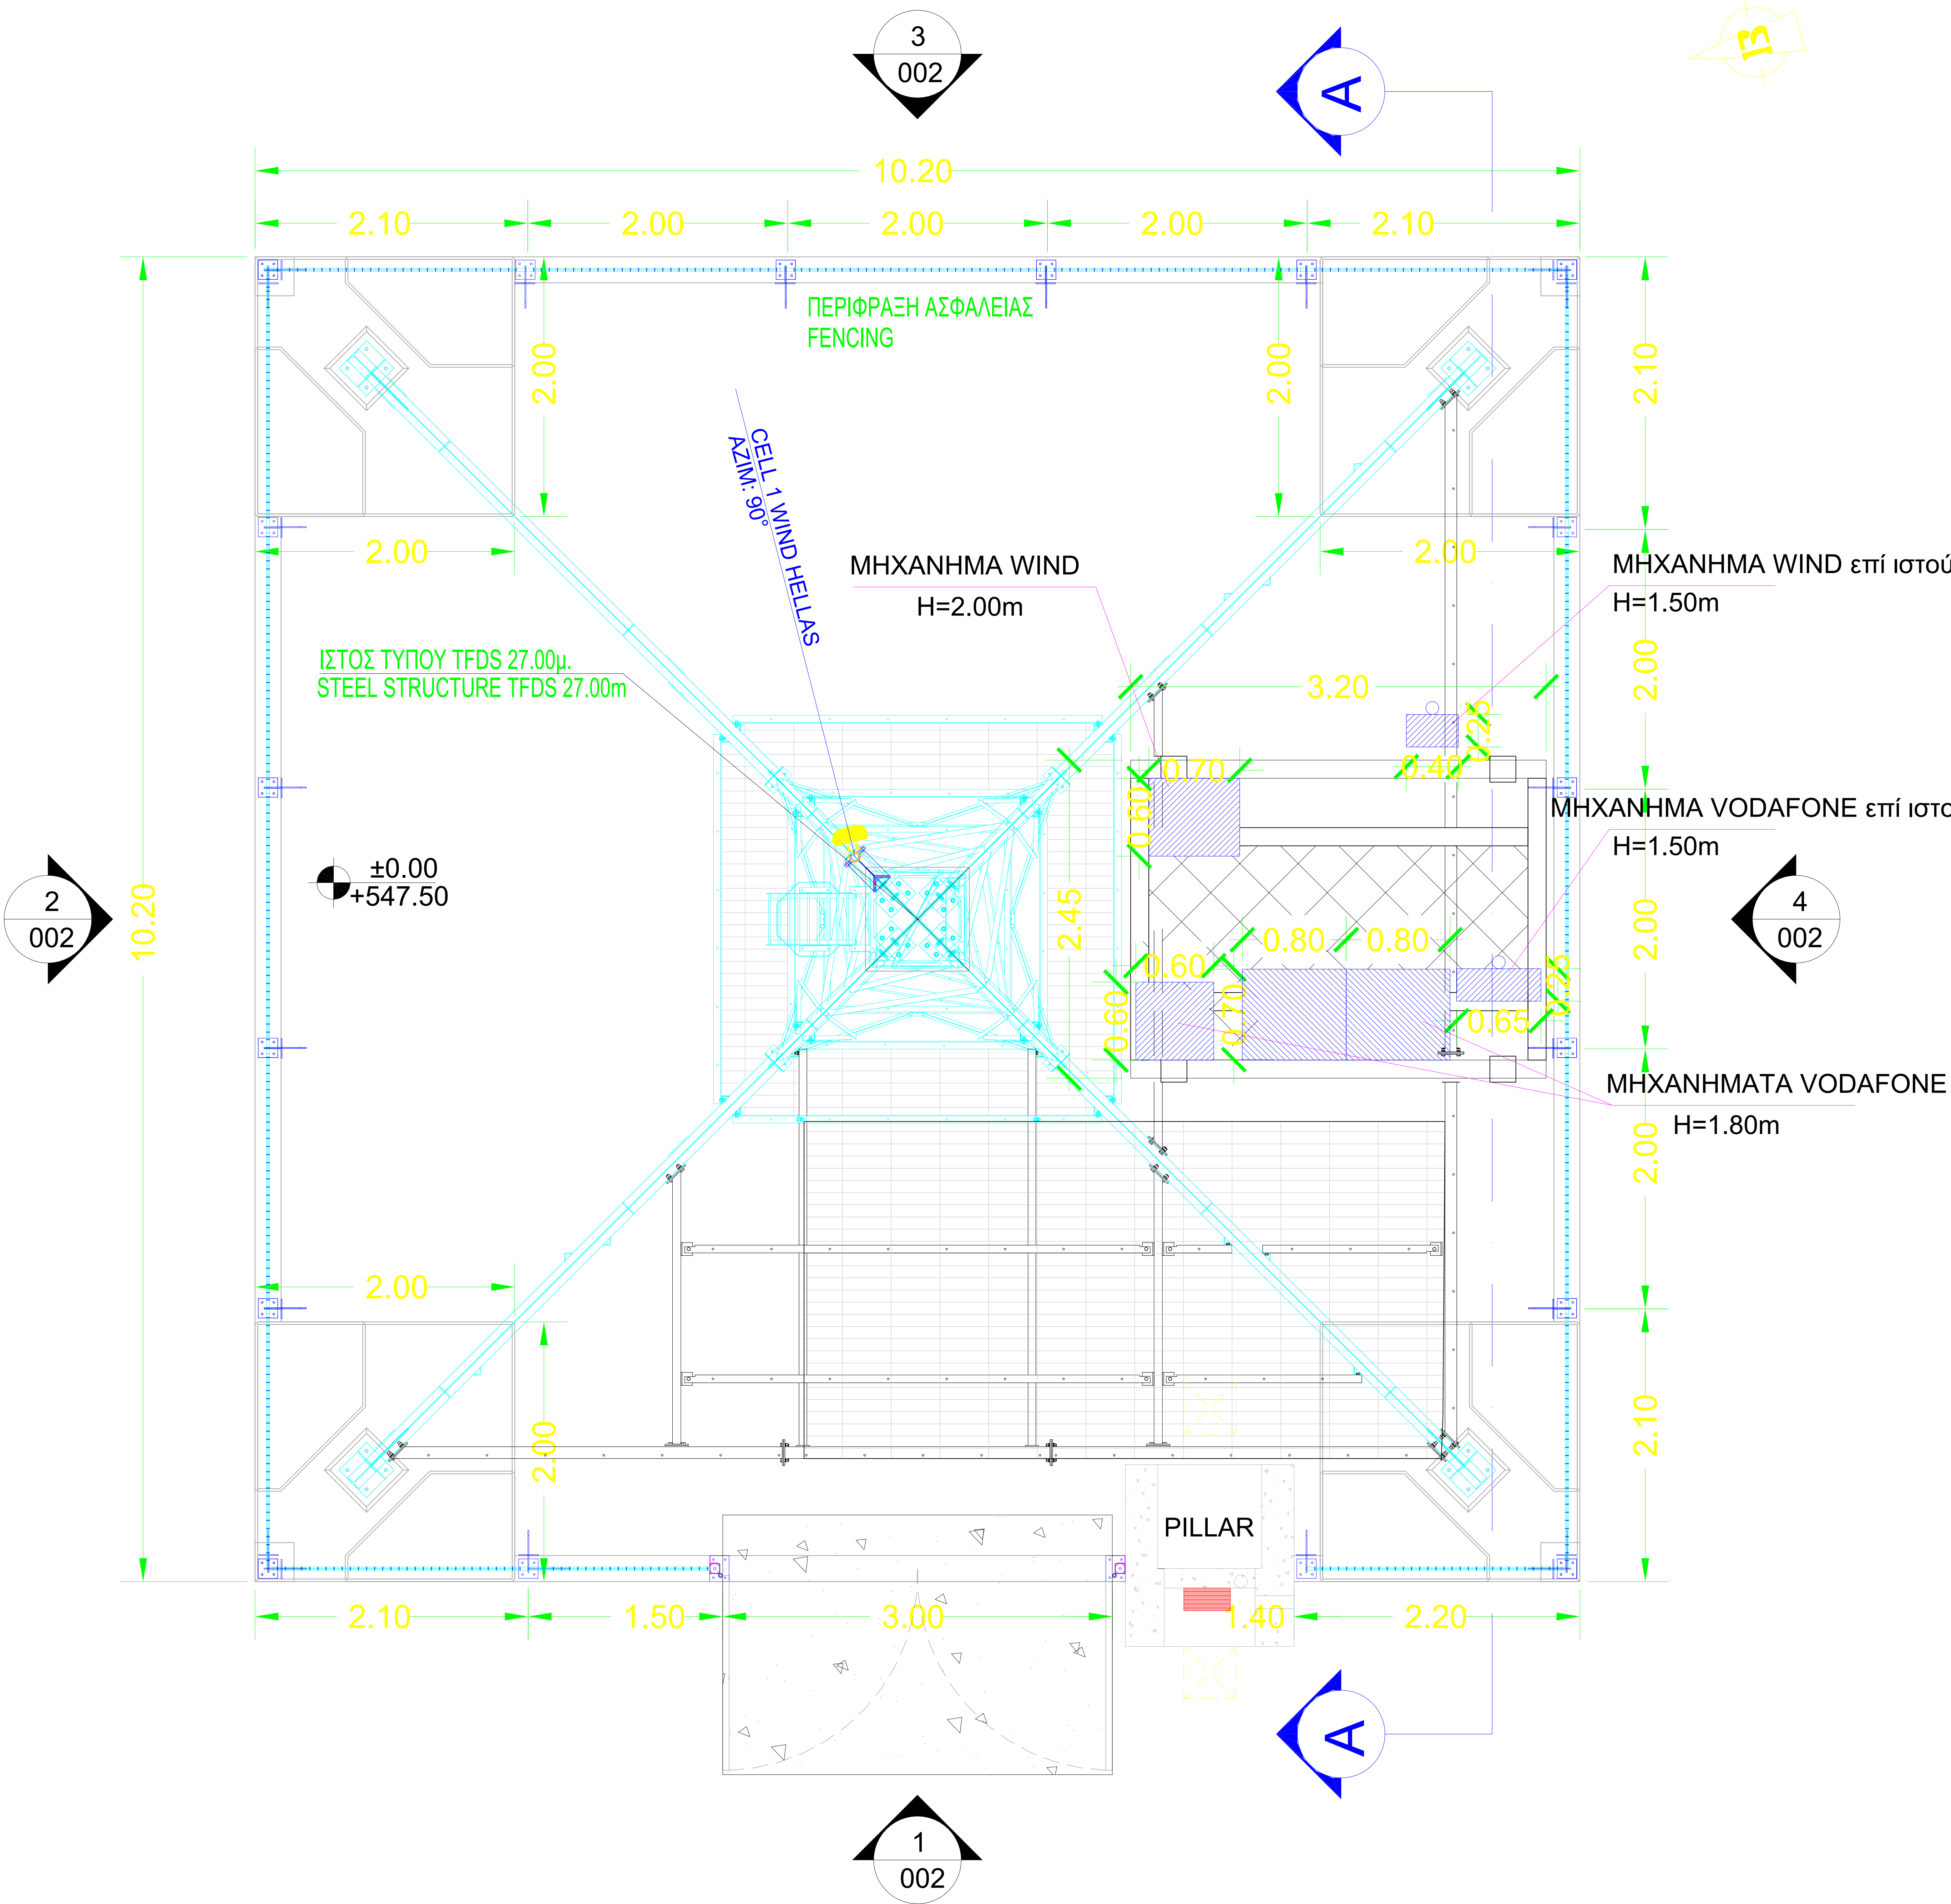 3
002
A
B
10.20
2.10
2.00
2.00
2.00
2.10
ΠΕΡΙΦΡΑΞΗ ΑΣΦΑΛΕΙΑΣ
FENCING
2.00
2.00
2.10
CELL 1 WIND HELLAS
AZIM: 90°
2.00
2.00
ΜΗΧΑΝΗΜΑ WIND
H=2.00m
ΜΗΧΑΝΗΜΑ WIND επί ιστού
H=1.50m
ΙΣΤΟΣ ΤΥΠΟΥ TFDS 27.00μ.
STEEL STRUCTURE TFDS 27.00m
2.00
3.20
0.25
0.40
0.70
0.60
ΜΗΧΑΝΗΜΑ VODAFONE επί ιστο
H=1.50m
±0.00
+547.50
2
002
10.20
2.45
0.80
0.80
2.00
4
002
0.60
0.60
0.70
0.25
0.65
ΜΗΧΑΝΗΜΑΤΑ VODAFONE
H=1.80m
2.00
2.00
2.00
2.10
PILLAR
2.10
1.50
3.00
1.40
2.20
A
1
002